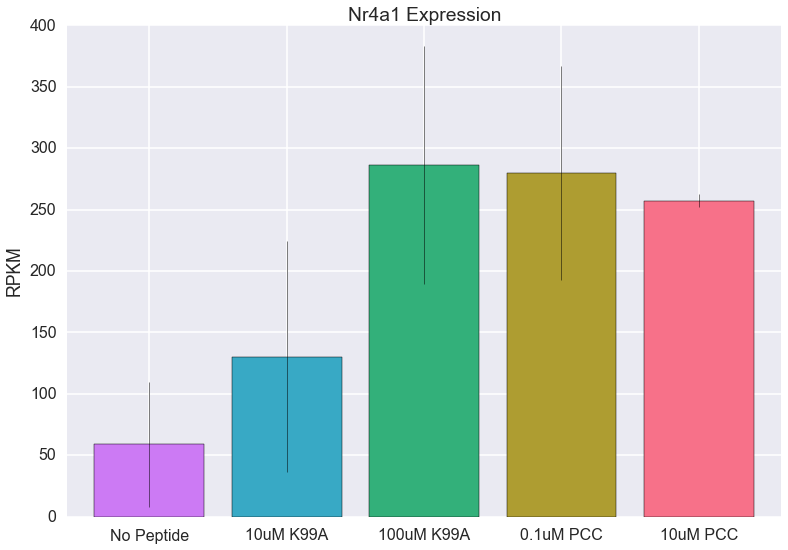 Nr4a1 Expression
400
350
300
250
200
150
100
50
0
RPKM
No Peptide
10uM K99A
100uM K99A
0.1uM PCC
10uM PCC